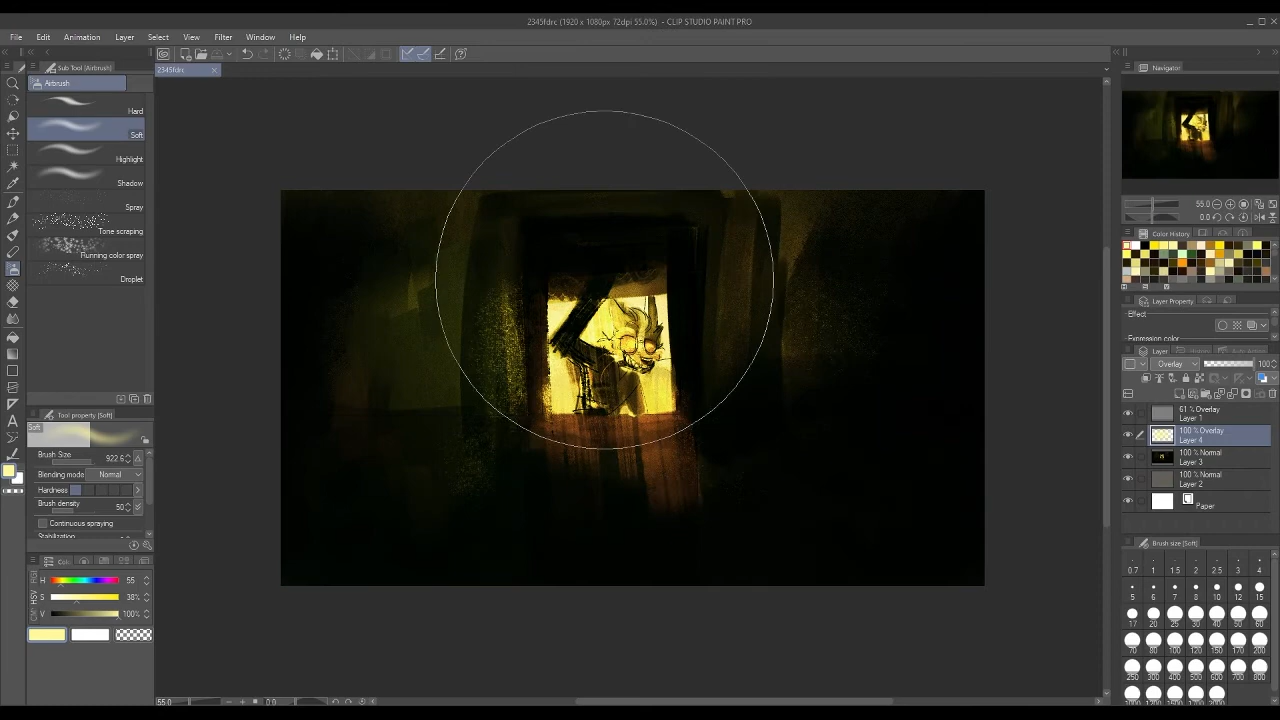 2345fdrc (1920 x 1080px 72dpi 55.0%) - CLIP STUDIO PAINT PRO
File Edit Animation Layer Select View Filter Window Help
Sub Tool (Airbrush)
2345fdrc
Navigator
Airbrush
Hard
Soft
Highlight
Shadow
Spray
Tone scraping
Running color spray
Droplet
55.0
0.0
Color History
Layer Property
Effect
Expression color
Layer
Overlay 100
61 % Overlay
Layer 1
100 % Overlay
Layer 4
100 % Normal
Layer 3
100 % Normal
Layer 2
Paper
Tool property (Soft)
Soft
Brush Size 922.6
Blending mode Normal
Hardness
Brush density 50
Continuous spraying
Brush size (Soft)
0.7 1 1.5 2 2.5 3 4
5 6 7 8 10 12 15
17 20 25 30 40 50 60
70 80 100 120 150 170 200
250 300 400 500 600 700 800
H 55
S 38%
V 100%
RGB
HSV
55.0 0.0